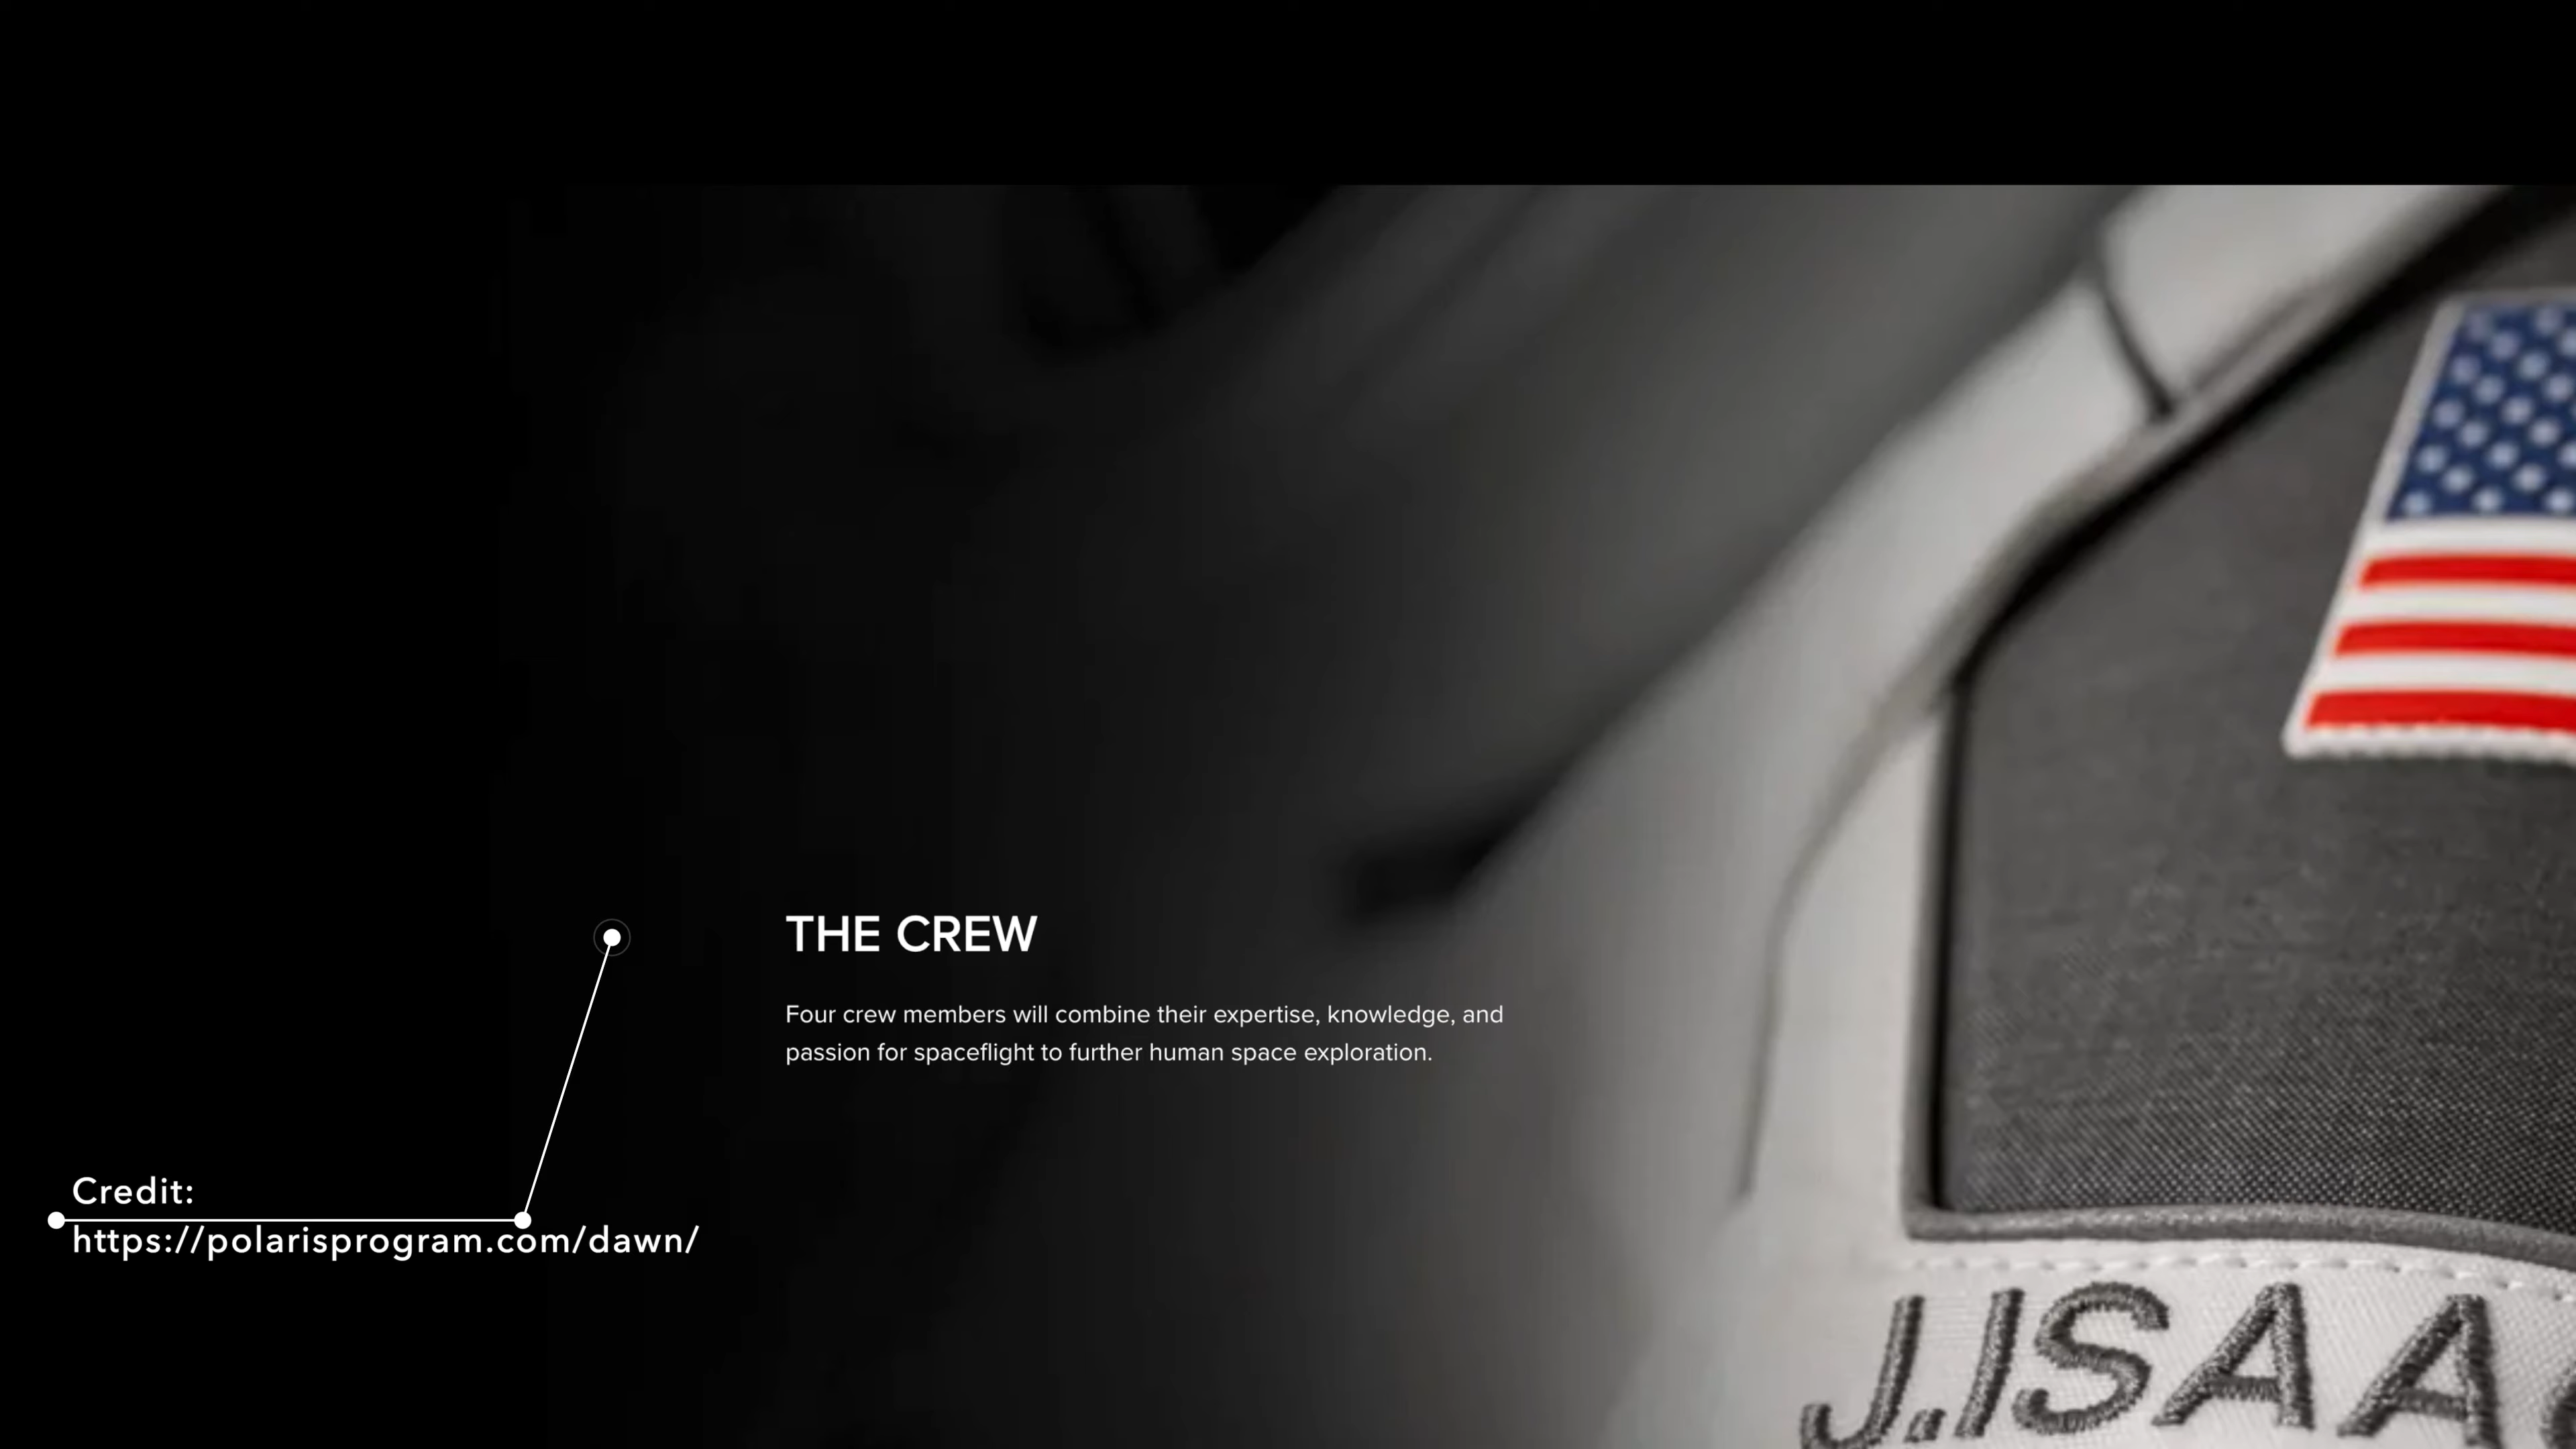 THE CREW
Four crew members will combine their expertise, knowledge, and
passion for spaceflight to further human space exploration.
Credit:
https://polarisprogram.com/dawn/
J.ISAA